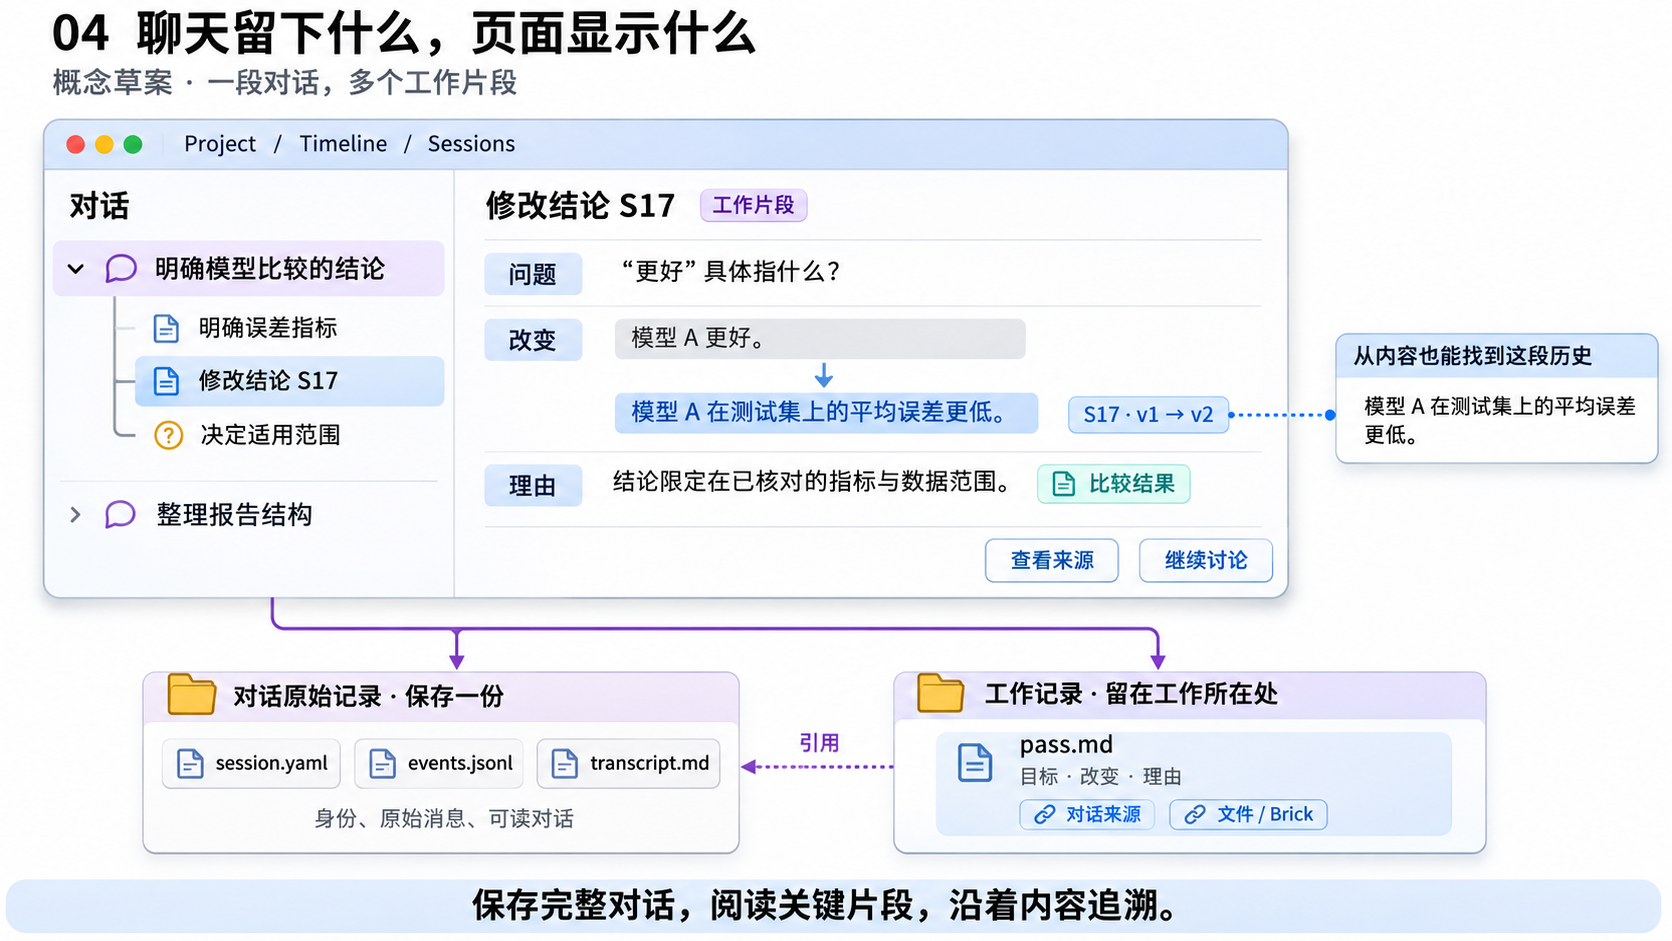 04 聊天留下什么，页面显示什么
概念草案 · 一段对话，多个工作片段
Project / Timeline / Sessions
对话
明确模型比较的结论
明确误差指标
修改结论 S17
决定适用范围
整理报告结构
修改结论 S17 工作片段
问题 “更好” 具体指什么？
改变 模型 A 更好。
模型 A 在测试集上的平均误差更低。 S17 · v1 → v2
理由 结论限定在已核对的指标与数据范围。 比较结果
查看来源 继续讨论
从内容也能找到这段历史
模型 A 在测试集上的平均误差
更低。
对话原始记录 · 保存一份
session.yaml events.jsonl transcript.md
身份、原始消息、可读对话
引用
工作记录 · 留在工作所在处
pass.md
目标 · 改变 · 理由
对话来源 文件 / Brick
保存完整对话，阅读关键片段，沿着内容追溯。